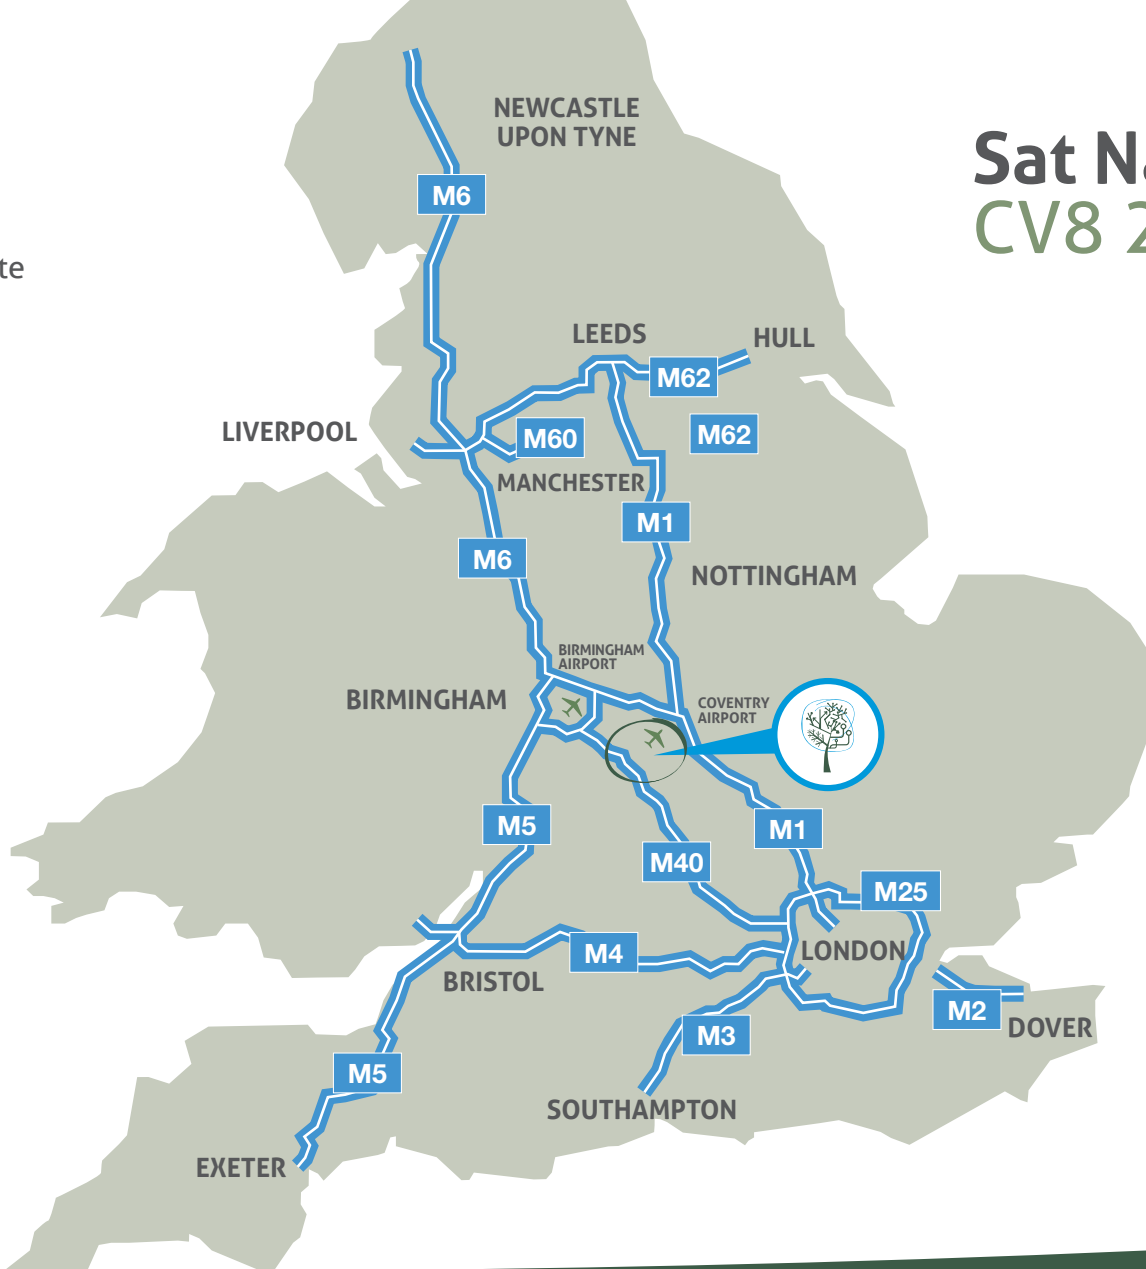 NEWCASTLE
UPON TYNE
Sat
CV8
M6
te
LEEDS
HULL
M62
LIVERPOOL
M60
M62
MANCHESTER
M1
M6
NOTTINGHAM
BIRMINGHAM
AIRPORT
BIRMINGHAM
COVENTRY
AIRPORT
M5
M1
M40
M25
M4
LONDON
BRISTOL
M2
DOVER
M3
M5
SOUTHAMPTON
EXETER